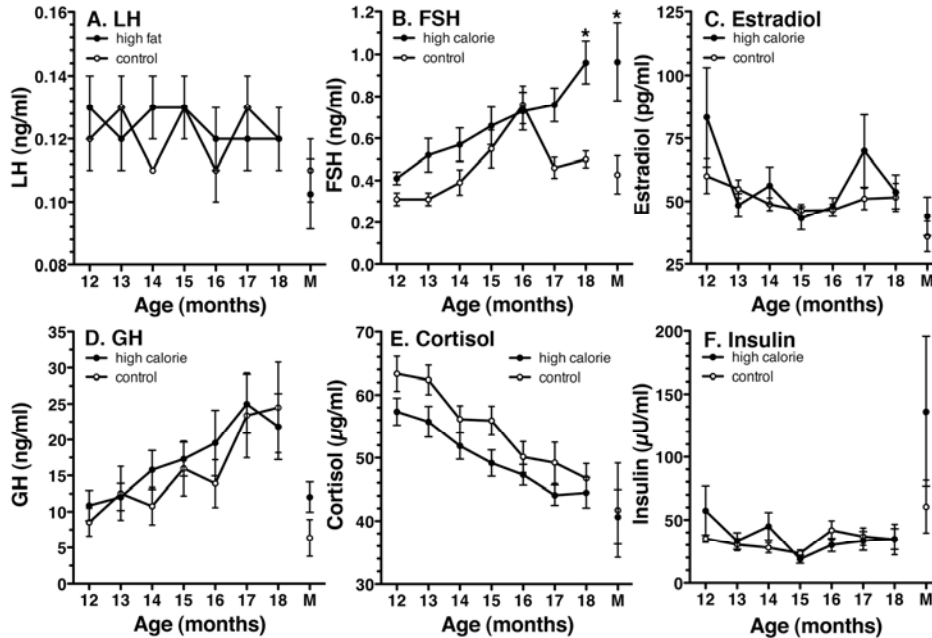 A. LH
high fat
control
LH (ng/ml)
0.16
0.14
0.12
0.10
0.08
12 13 14 15 16 17 18 M
Age (months)
B. FSH
high calorie
control
* *
FSH (ng/ml)
1.2
1.0
0.8
0.6
0.4
0.2
0.0
12 13 14 15 16 17 18 M
Age (months)
C. Estradiol
high calorie
control
Estradiol (pg/ml)
125
100
75
50
25
12 13 14 15 16 17 18 M
Age (months)
D. GH
high calorie
control
GH (ng/ml)
35
30
25
20
15
10
5
0
12 13 14 15 16 17 18 M
Age (months)
E. Cortisol
high calorie
control
Cortisol (µg/ml)
70
60
50
40
30
12 13 14 15 16 17 18 M
Age (months)
F. Insulin
high calorie
control
Insulin (µU/ml)
200
150
100
50
0
12 13 14 15 16 17 18 M
Age (months)